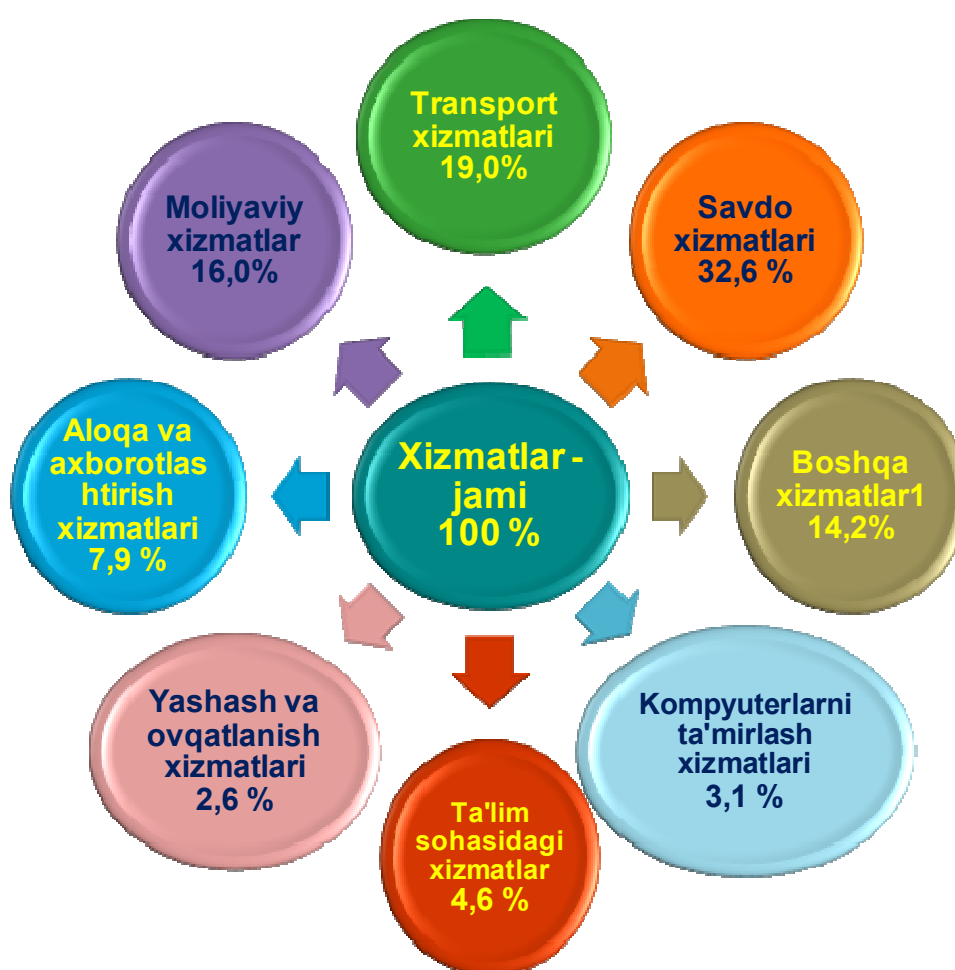 Transport
xizmatlari
19,0%
Moliyaviy
xizmatlar
16,0%
Savdo
xizmatlari
32,6 %
Aloqa va
axborotlas
htirish
xizmatlari
7,9 %
Xizmatlar -
jami
100 %
Boshqa
xizmatlar1
14,2%
Yashash va
ovqatlanish
xizmatlari
2,6 %
Kompyuterlarni
ta'mirlash
xizmatlari
3,1 %
Ta'lim
sohasidagi
xizmatlar
4,6 %